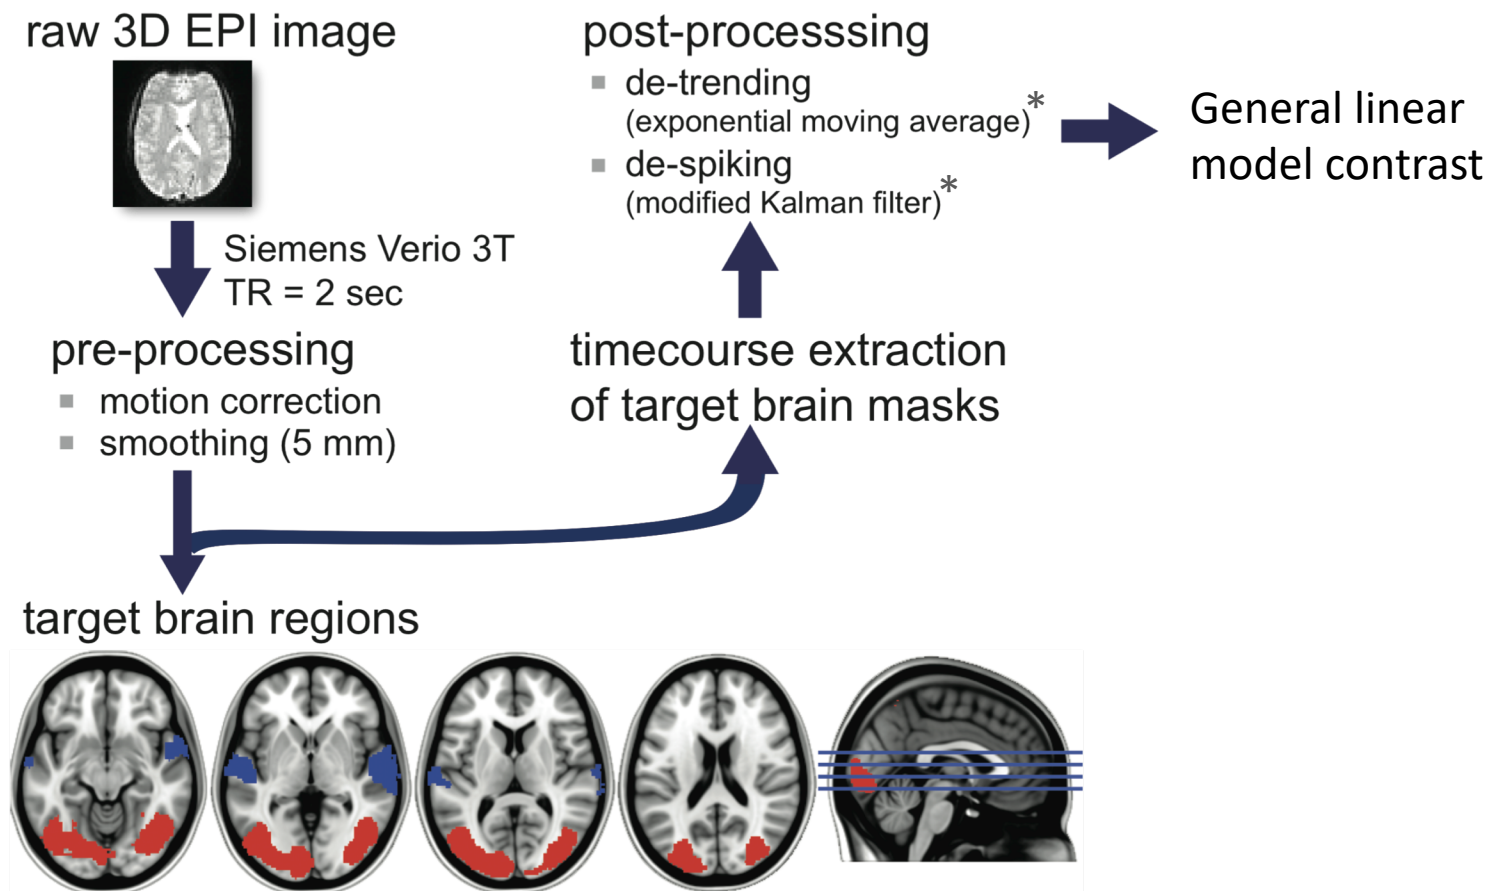 raw 3D EPI image
Siemens Verio 3T
TR = 2 sec
pre-processing
▪ motion correction
▪ smoothing (5 mm)
target brain regions
timecourse extraction
of target brain masks
post-processsing
▪ de-trending
(exponential moving average)*
▪ de-spiking
(modified Kalman filter)*
General linear
model contrast